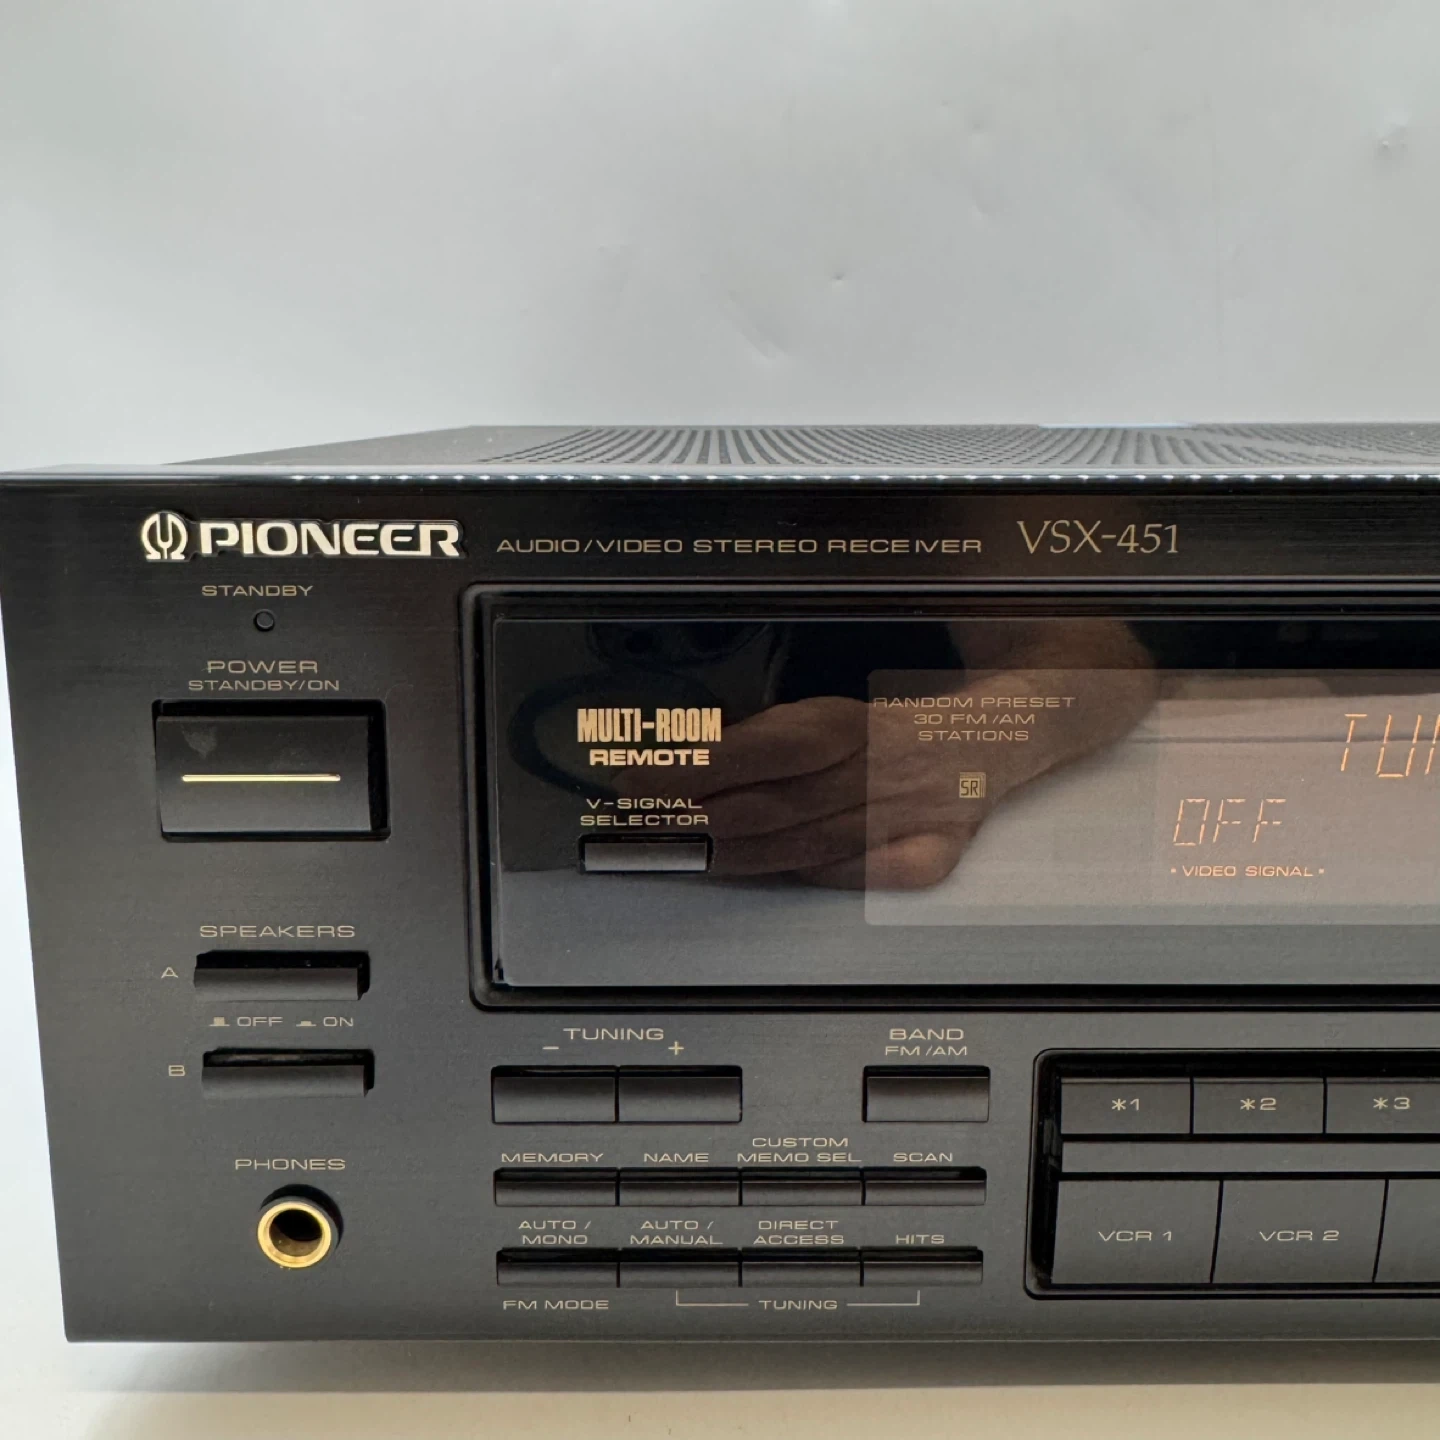 PIONEER AUDIO/VIDEO STEREO RECEIVER VSX-451
STANDBY
POWER
STANDBY/ON
MULTI-ROOM
REMOTE
V-SIGNAL
SELECTOR
RANDOM PRESET
30 FM/AM
STATIONS
SR
OFF
VIDEO SIGNAL
SPEAKERS
A
OFF ON
B
PHONES
TUNING
- +
BAND
FM/AM
MEMORY NAME CUSTOM
MEMO SEL SCAN
AUTO /
MONO
AUTO /
MANUAL
DIRECT
ACCESS
HITS
FM MODE
TUNING
*1 *2 *3
VCR 1 VCR 2